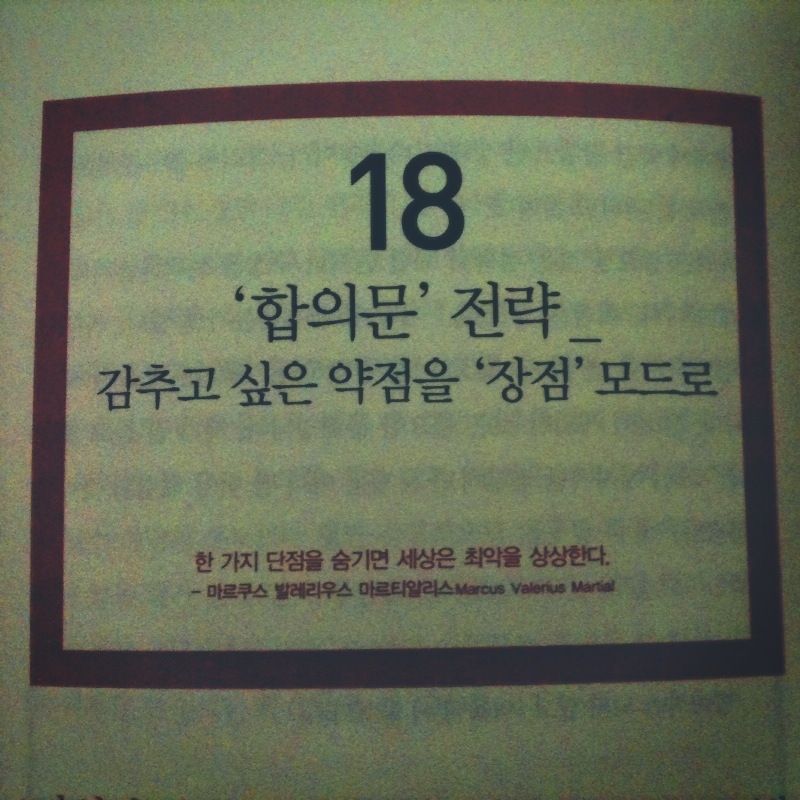 18
‘합의문’ 전략_
감추고 싶은 약점을 ‘장점’ 모드로
한 가지 단점을 숨기면 세상은 최악을 상상한다.
- 마르쿠스 발레리우스 마르티알리스Marcus Valerius Martial